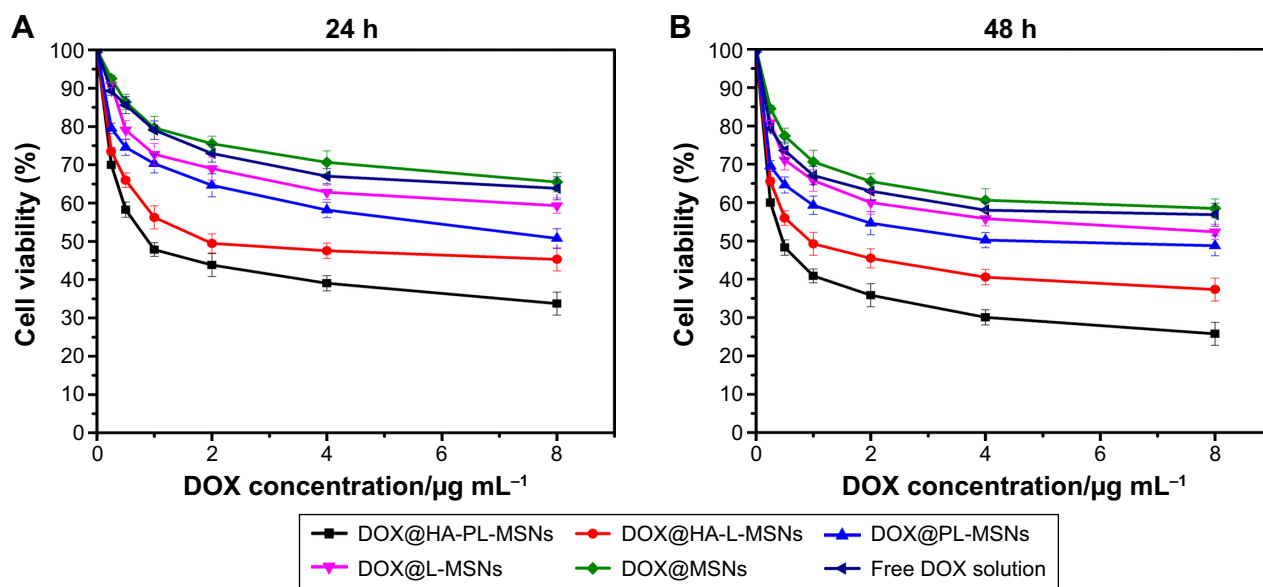 A
24 h
100
90
80
70
60
50
40
30
20
10
0
Cell viability (%)
0 2 4 6 8
DOX concentration/µg mL⁻¹
B
48 h
100
90
80
70
60
50
40
30
20
10
0
Cell viability (%)
0 2 4 6 8
DOX concentration/µg mL⁻¹
DOX@HA-PL-MSNs DOX@HA-L-MSNs DOX@PL-MSNs
DOX@L-MSNs DOX@MSNs Free DOX solution